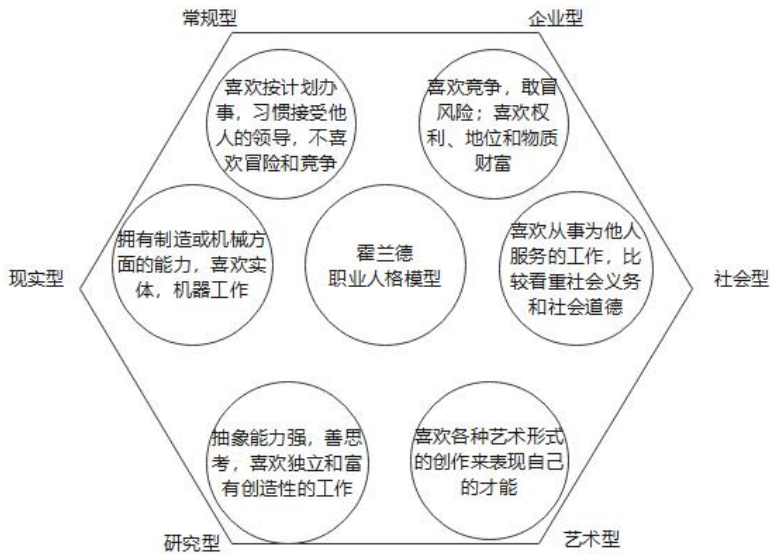 常规型
企业型
喜欢按计划办
事，习惯接受他
人的领导，不喜
欢冒险和竞争
喜欢竞争，敢冒
风险；喜欢权
利、地位和物质
财富
现实型
拥有制造或机械方
面的能力，喜欢实
体，机器工作
霍兰德
职业人格模型
喜欢从事为他人
服务的工作，比
较看重社会义务
和社会道德
社会型
抽象能力强，善思
考，喜欢独立和富
有创造性的工作
喜欢各种艺术形式
的创作来表现自己
的才能
研究型
艺术型